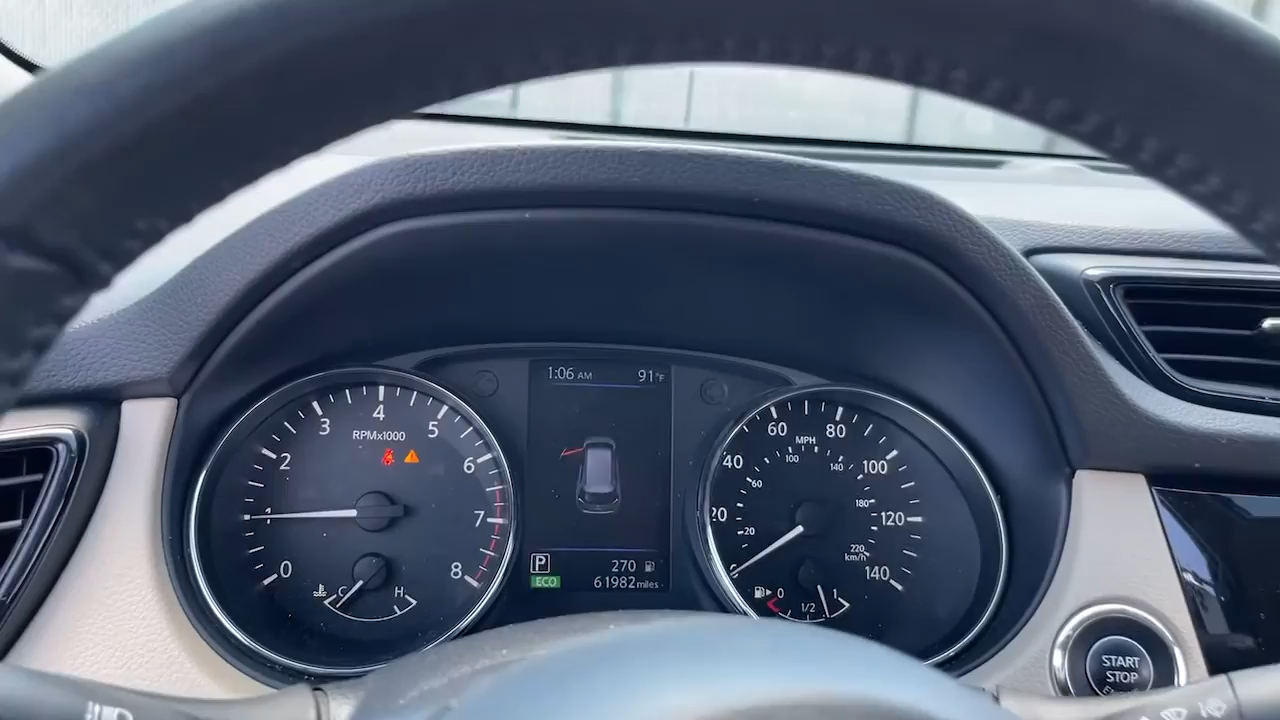 1:06 AM 91°F
0 1 2 3 4 5 6 7 8
RPMx1000
C H
P
ECO
270
61982 miles
20 40 60 80 100 120 140
MPH
20 60 100 140 180 220
km/h
0 1/2 1
START
STOP